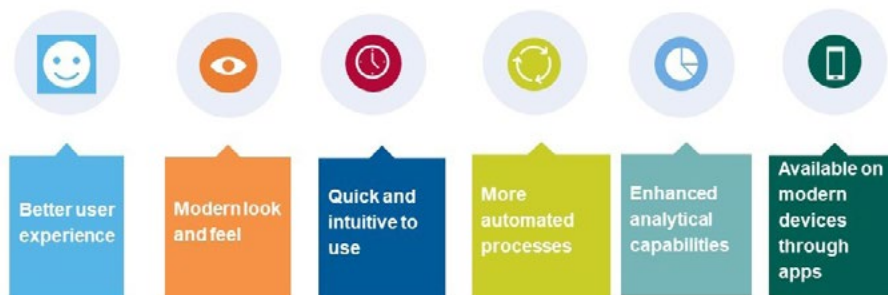 Better user
experience
Modern look
and feel
Quick and
intuitive to
use
More
automated
processes
Enhanced
analytical
capabilities
Available on
modern
devices
through
apps